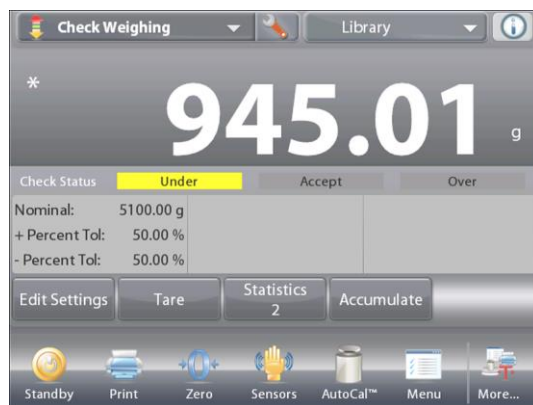 Check Weighing Library
*
945.01 g
Check Status Under Accept Over
Nominal: 5100.00 g
+ Percent Tol: 50.00 %
- Percent Tol: 50.00 %
Edit Settings Tare Statistics 2 Accumulate
Standby Print Zero Sensors AutoCal™ Menu More...